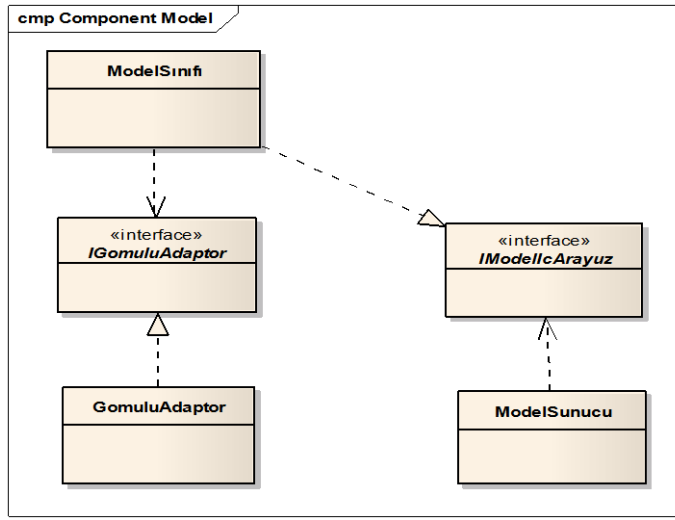 cmp Component Model
ModelSınıfı
«interface»
IGomuluAdaptor
«interface»
IModelIcArayuz
GomuluAdaptor
ModelSunucu